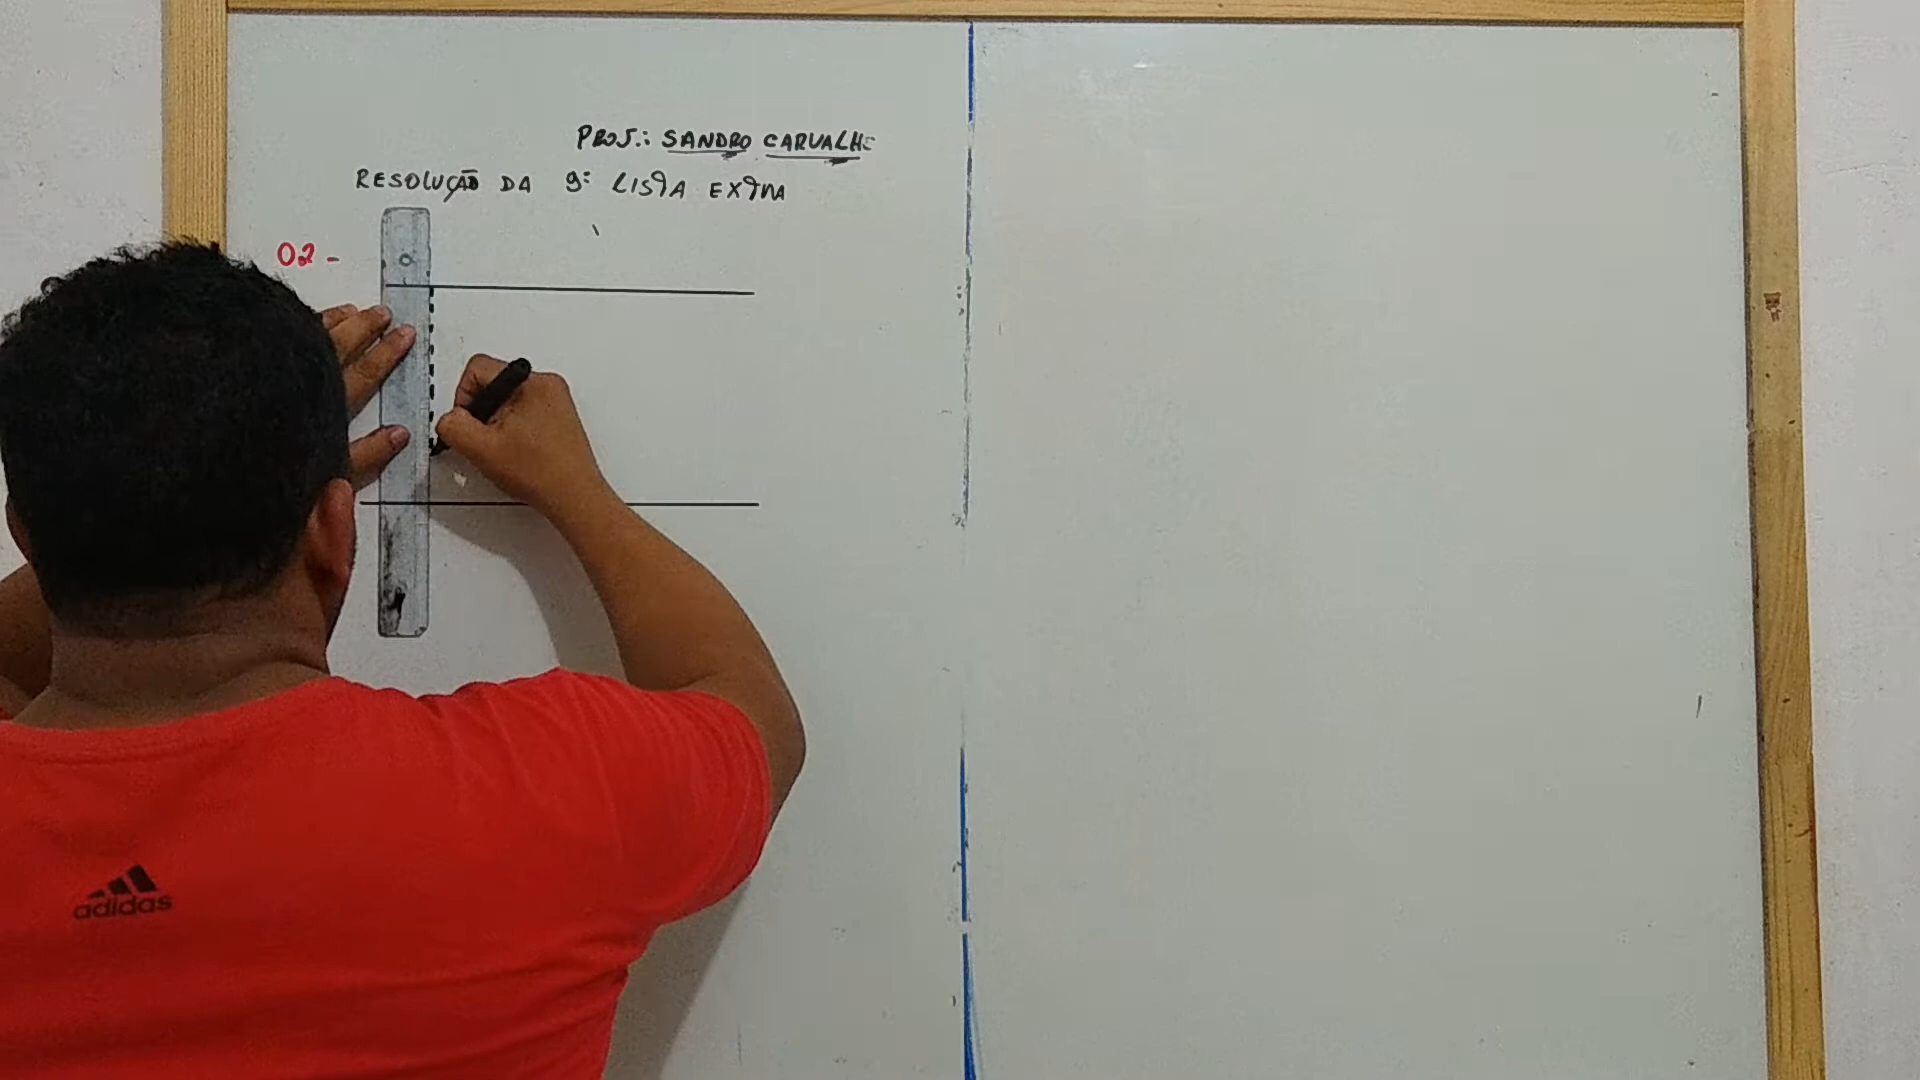 PROF.: SANDRO CARVALHO
RESOLUÇÃO DA 9ª LISTA EXTRA
02 -
adidas